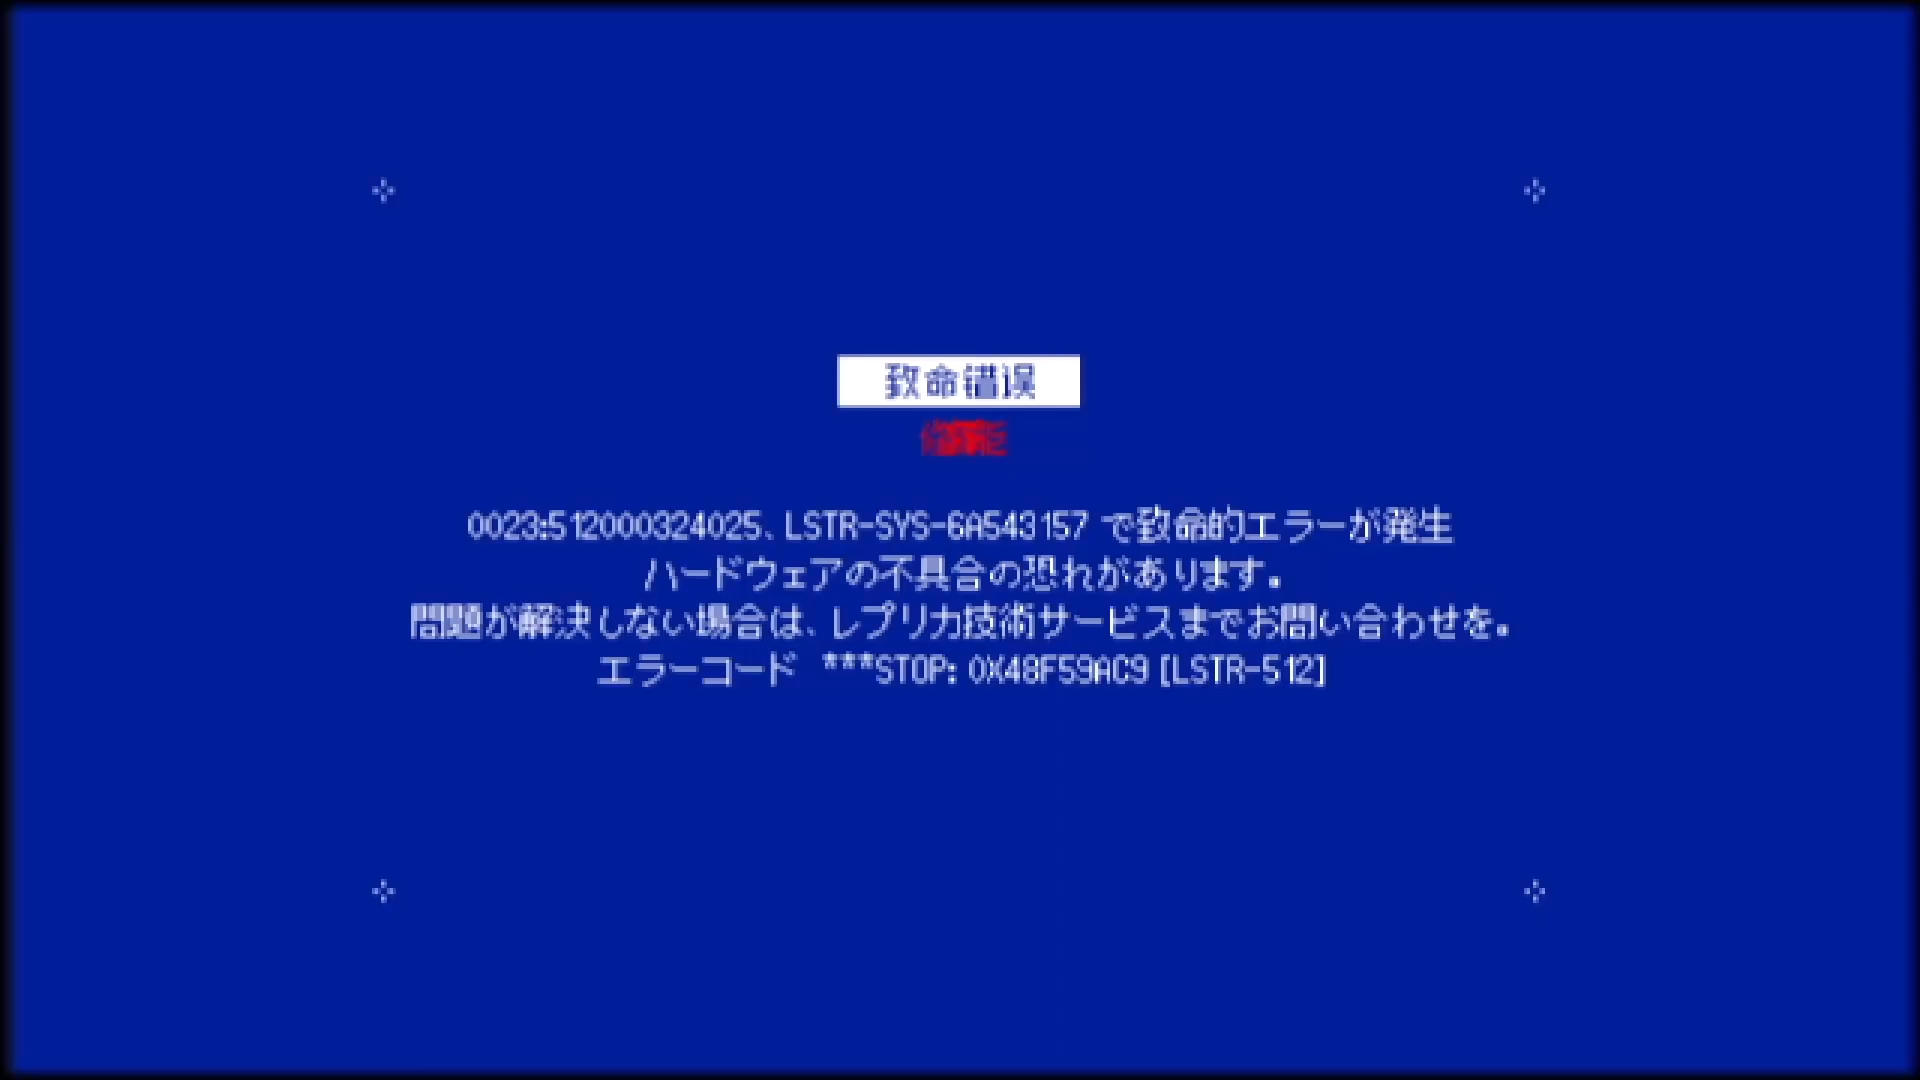 致命错误
0023:512000324025、LSTR-SYS-6A543157 で致命的エラーが発生
ハードウェアの不具合の恐れがあります。
問題が解決しない場合は、レプリカ技術サービスまでお問い合わせを。
エラーコード ***STOP: 0X48F59AC9 [LSTR-512]